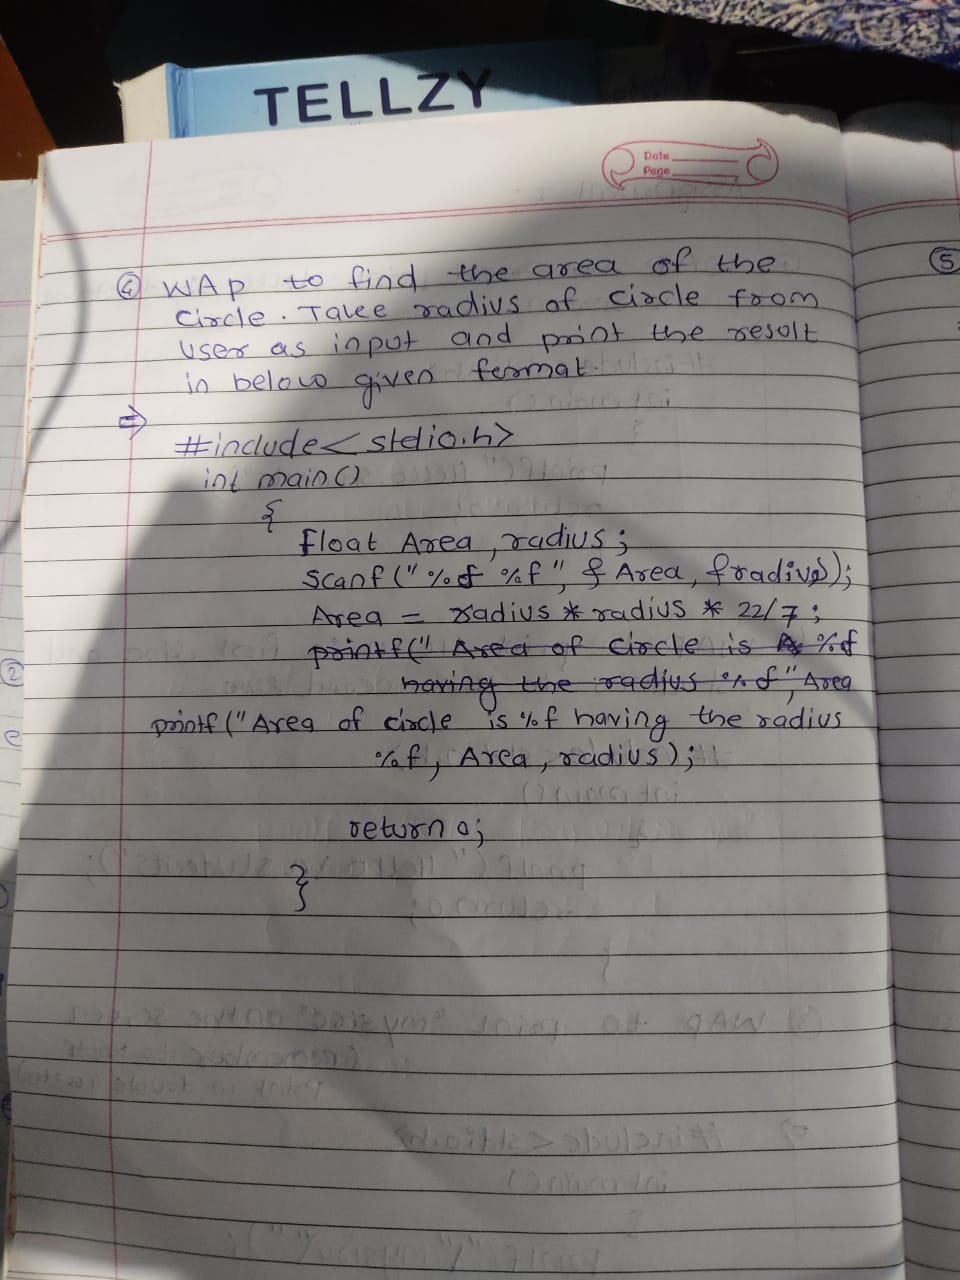 TELLZY
Date
Page
④ WAP to find the area of the
circle. Take radius of circle from
user as input and print the result
in below given format.
⇒
#include<stdio.h>
int main()
{
float Area, radius;
scanf("%f %f", &Area, &radius);
Area = radius * radius * 22/7;
printf(" Area of circle is %f
having the radius %f", Area
printf("Area of circle is %f having the radius
%f, Area, radius);
return 0;
}
⑤
②
e